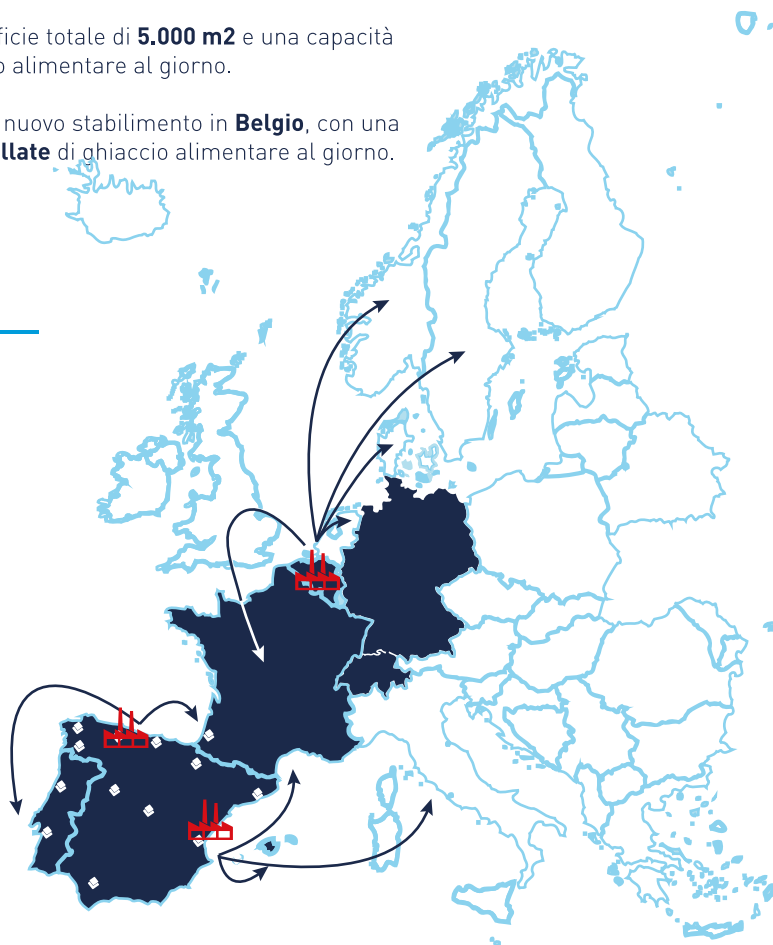 ficie totale di 5.000 m2 e una capacità
o alimentare al giorno.
nuovo stabilimento in Belgio, con una
llate di ghiaccio alimentare al giorno.